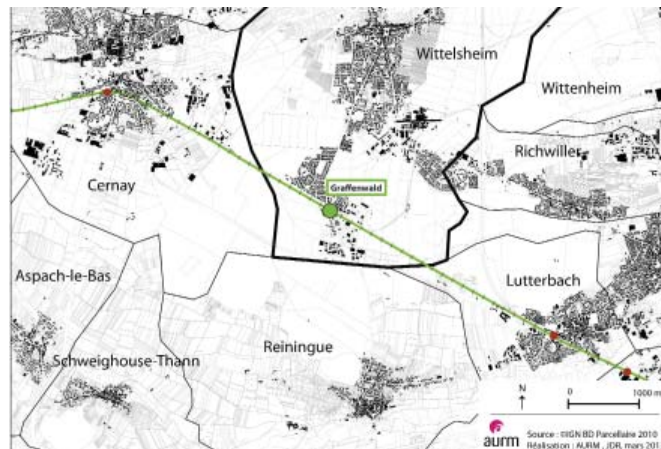 Wittelsheim
Wittenheim
Richwiller
Cernay
Graffenwald
Aspach-le-Bas
Lutterbach
Schweighouse-Thann
Reiningue
N
0 1000 m
aurm
Source : ©IGN BD Parcellaire 2010
Réalisation : AURM , JDR, mars 201